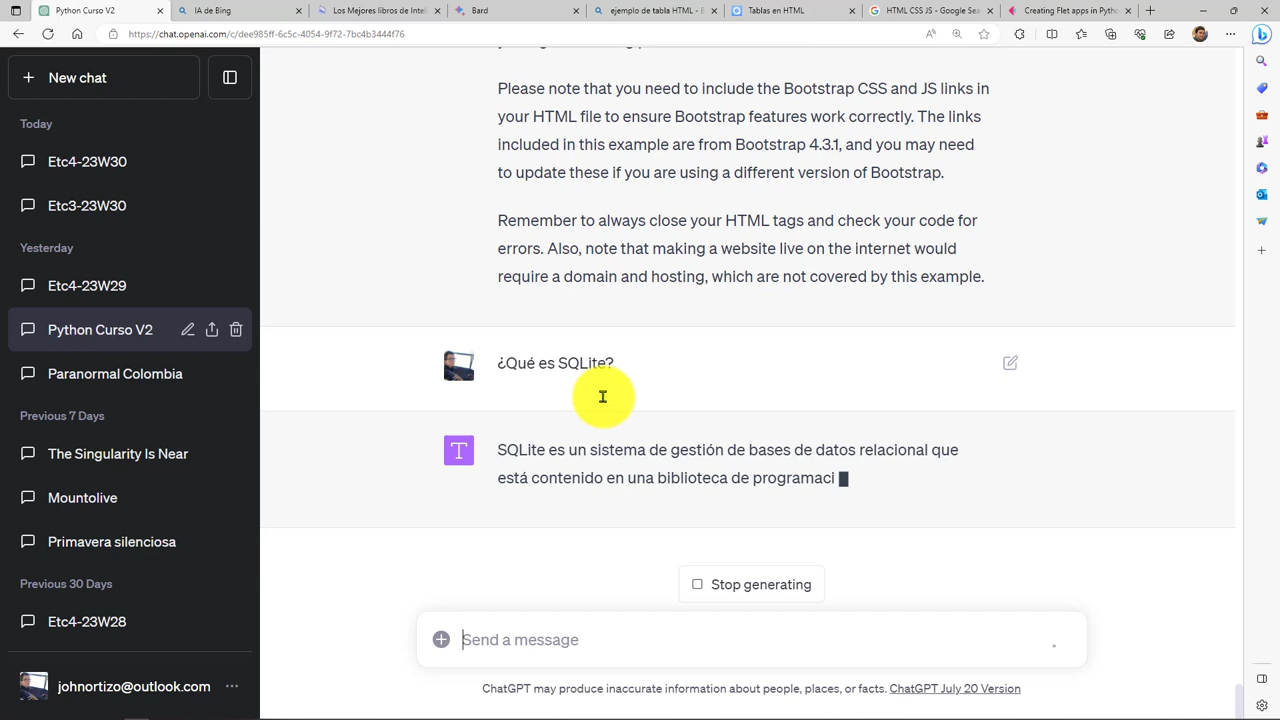 Python Curso V2
IA de Bing
Los Mejores libros de Inteli
Bard
ejemplo de tabla HTML - B
Tablas en HTML
HTML CSS JS - Google Sea
Creating Flet apps in Pytho
https://chat.openai.com/c/dee985ff-6c5c-4054-9f72-7bc4b3444f76
New chat
Today
Etc4-23W30
Etc3-23W30
Yesterday
Etc4-23W29
Python Curso V2
Paranormal Colombia
Previous 7 Days
The Singularity Is Near
Mountolive
Primavera silenciosa
Previous 30 Days
Etc4-23W28
johnortizo@outlook.com
Please note that you need to include the Bootstrap CSS and JS links in
your HTML file to ensure Bootstrap features work correctly. The links
included in this example are from Bootstrap 4.3.1, and you may need
to update these if you are using a different version of Bootstrap.
Remember to always close your HTML tags and check your code for
errors. Also, note that making a website live on the internet would
require a domain and hosting, which are not covered by this example.
¿Qué es SQLite?
T
SQLite es un sistema de gestión de bases de datos relacional que
está contenido en una biblioteca de programaci
Stop generating
Send a message
ChatGPT may produce inaccurate information about people, places, or facts. ChatGPT July 20 Version